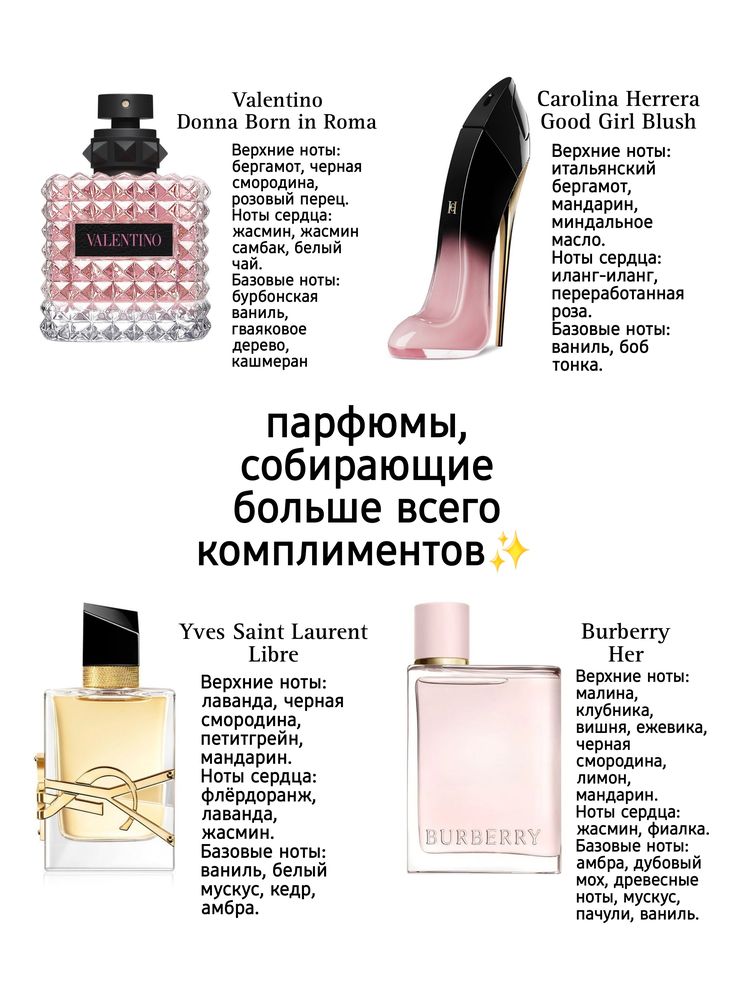 Valentino
Donna Born in Roma
Верхние ноты:
бергамот, черная
смородина,
розовый перец.
Ноты сердца:
жасмин, жасмин
самбак, белый
чай.
Базовые ноты:
бурбонская
ваниль,
гваяковое
дерево,
кашмеран
VALENTINO
Carolina Herrera
Good Girl Blush
Верхние ноты:
итальянский
бергамот,
мандарин,
миндальное
масло.
Ноты сердца:
иланг-иланг,
переработанная
роза.
Базовые ноты:
ваниль, боб
тонка.
парфюмы,
собирающие
больше всего
комплиментов✨
Yves Saint Laurent
Libre
Верхние ноты:
лаванда, черная
смородина,
петитгрейн,
мандарин.
Ноты сердца:
флёрдоранж,
лаванда,
жасмин.
Базовые ноты:
ваниль, белый
мускус, кедр,
амбра.
Burberry
Her
Верхние ноты:
малина,
клубника,
вишня, ежевика,
черная
смородина,
лимон,
мандарин.
Ноты сердца:
жасмин, фиалка.
Базовые ноты:
амбра, дубовый
мох, древесные
ноты, мускус,
пачули, ваниль.
BURBERRY